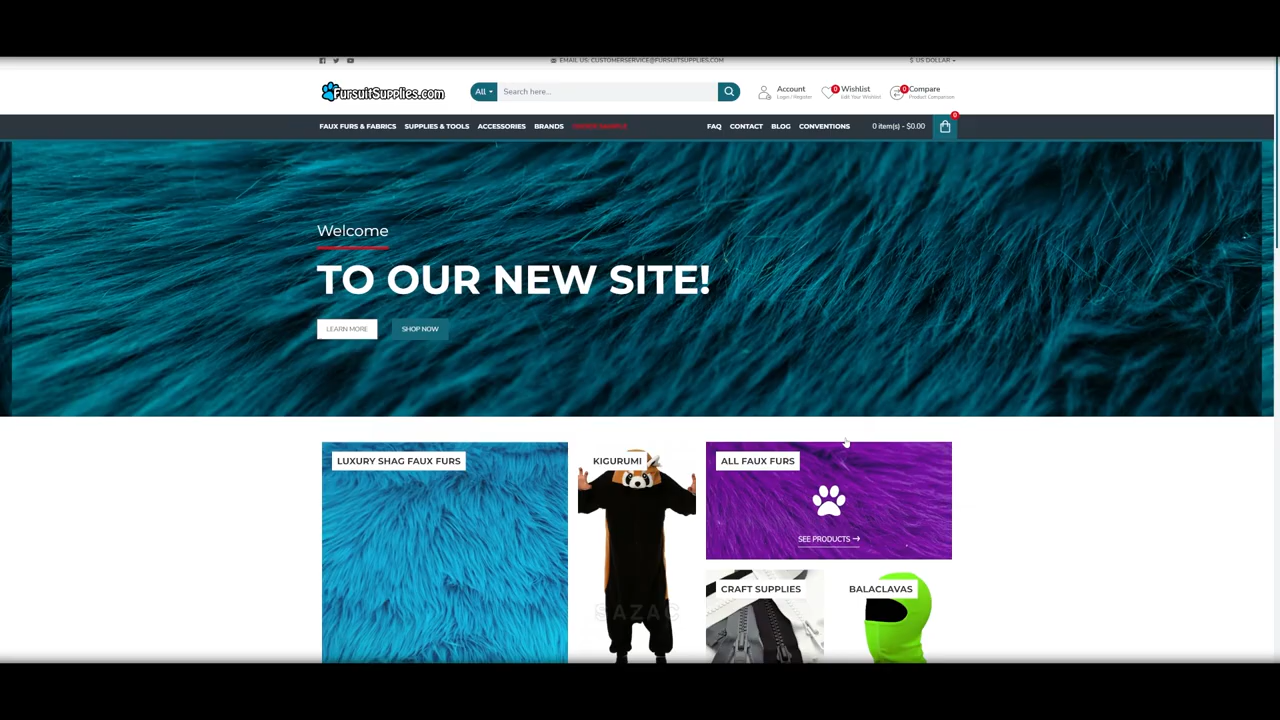 EMAIL US: CUSTOMERSERVICE@FURSUITSUPPLIES.COM
$ US DOLLAR
FursuitSupplies.com
All
Search here...
Account
Login / Register
0
Wishlist
Edit Your Wishlist
0
Compare
Product Comparison
FAUX FURS & FABRICS
SUPPLIES & TOOLS
ACCESSORIES
BRANDS
FAQ
CONTACT
BLOG
CONVENTIONS
0 item(s) - $0.00
0
Welcome
TO OUR NEW SITE!
LEARN MORE
SHOP NOW
LUXURY SHAG FAUX FURS
KIGURUMI
SAZAC
ALL FAUX FURS
SEE PRODUCTS
CRAFT SUPPLIES
BALACLAVAS